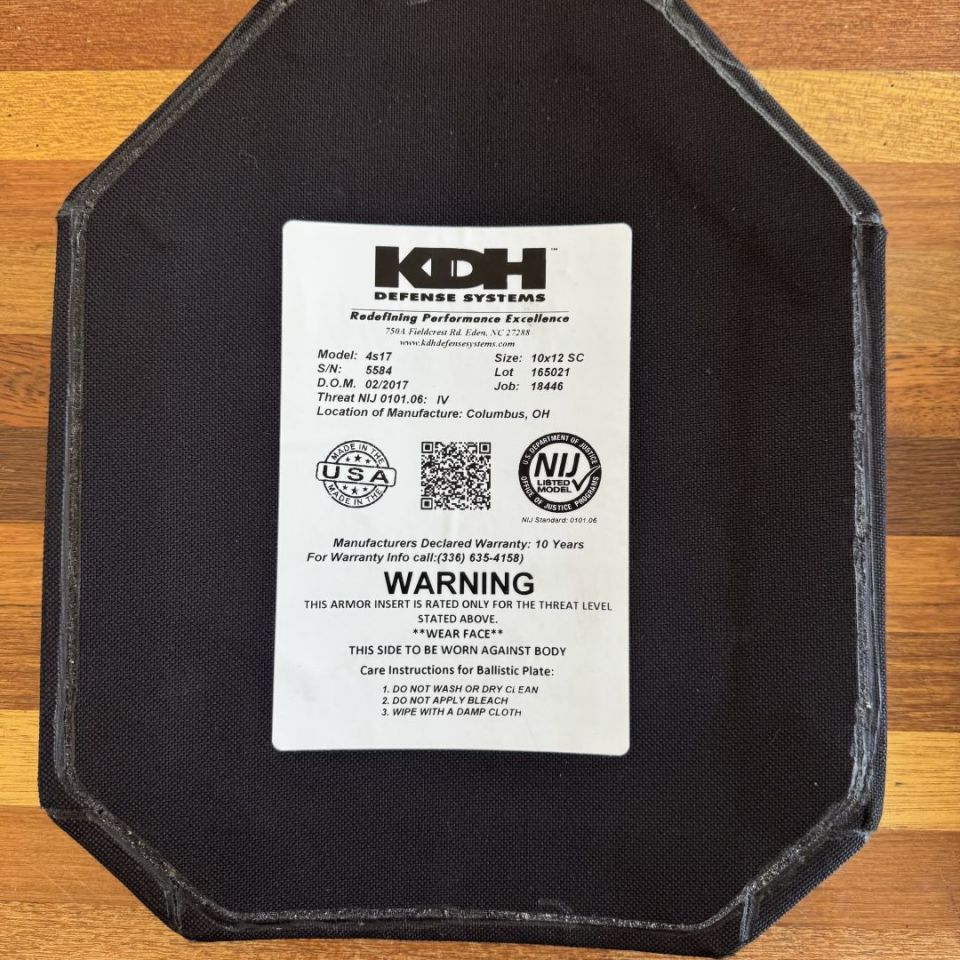 KDH™
DEFENSE SYSTEMS
Redefining Performance Excellence
750A Fieldcrest Rd. Eden, NC 27288
www.kdhdefensesystems.com
Model: 4s17 Size: 10x12 SC
S/N: 5584 Lot 165021
D.O.M. 02/2017 Job: 18446
Threat NIJ 0101.06: IV
Location of Manufacture: Columbus, OH
MADE IN THE
USA
MADE IN THE
U.S. DEPARTMENT OF JUSTICE
NIJ
LISTED
MODEL
OFFICE OF JUSTICE PROGRAMS
NIJ Standard: 0101.06
Manufacturers Declared Warranty: 10 Years
For Warranty Info call:(336) 635-4158)
WARNING
THIS ARMOR INSERT IS RATED ONLY FOR THE THREAT LEVEL
STATED ABOVE.
**WEAR FACE**
THIS SIDE TO BE WORN AGAINST BODY
Care Instructions for Ballistic Plate:
1. DO NOT WASH OR DRY CLEAN
2. DO NOT APPLY BLEACH
3. WIPE WITH A DAMP CLOTH